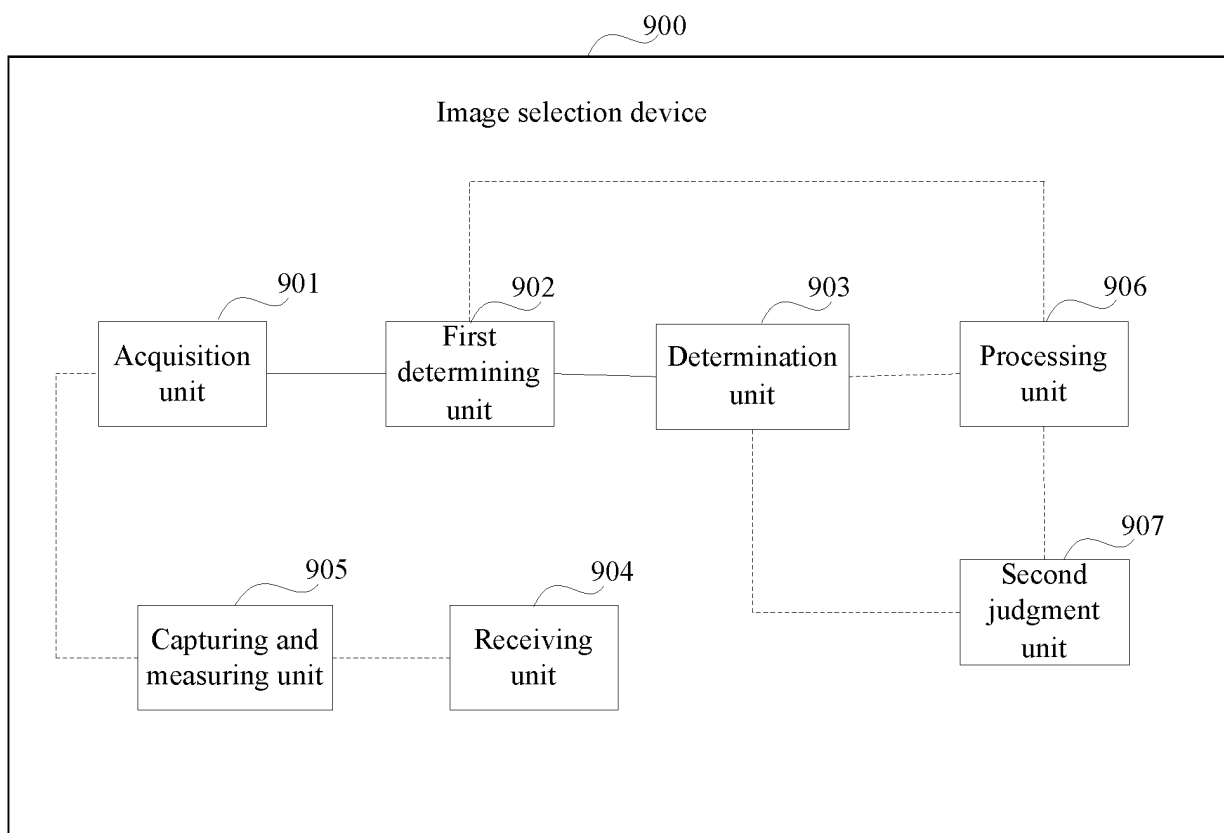 900
Image selection device
901
902
903
906
Acquisition
unit
First
determining
unit
Determination
unit
Processing
unit
905
904
907
Capturing and
measuring unit
Receiving
unit
Second
judgment
unit